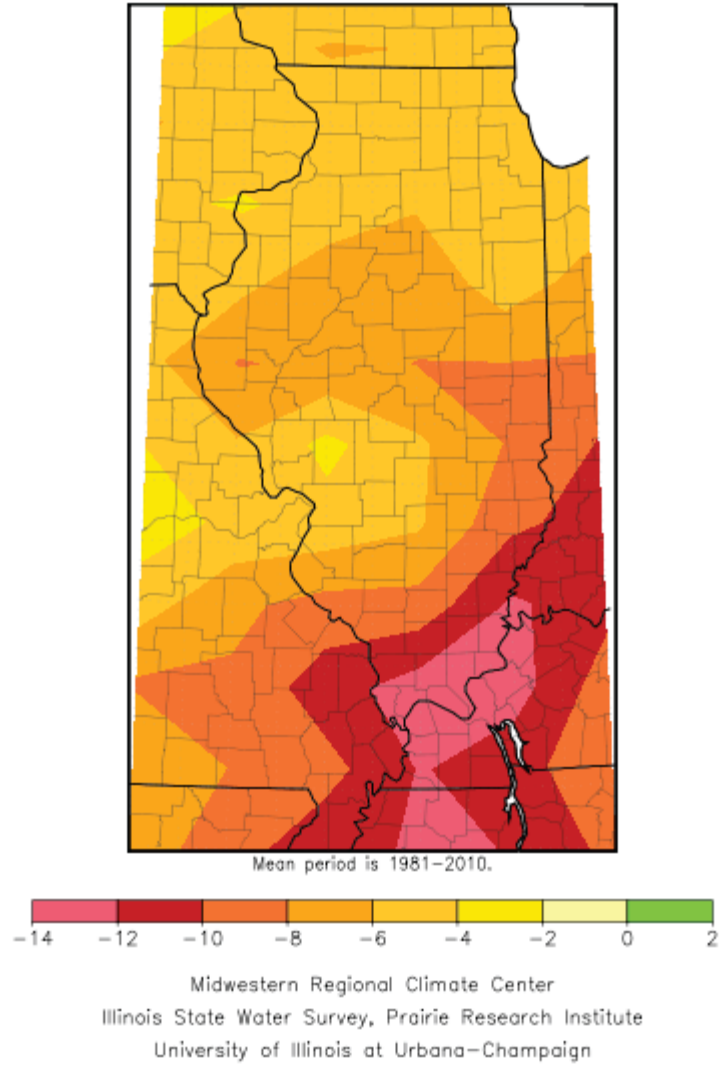 Mean period is 1981-2010.
-14 -12 -10 -8 -6 -4 -2 0 2
Midwestern Regional Climate Center
Illinois State Water Survey, Prairie Research Institute
University of Illinois at Urbana-Champaign